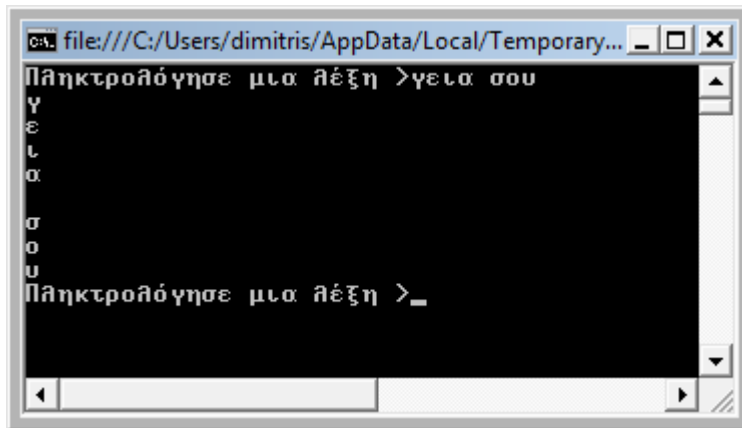 file:///C:/Users/dimitris/AppData/Local/Temporary...
Πληκτρολόγησε μια λέξη >γεια σου
γ
ε
ι
α

σ
ο
υ
Πληκτρολόγησε μια λέξη >_